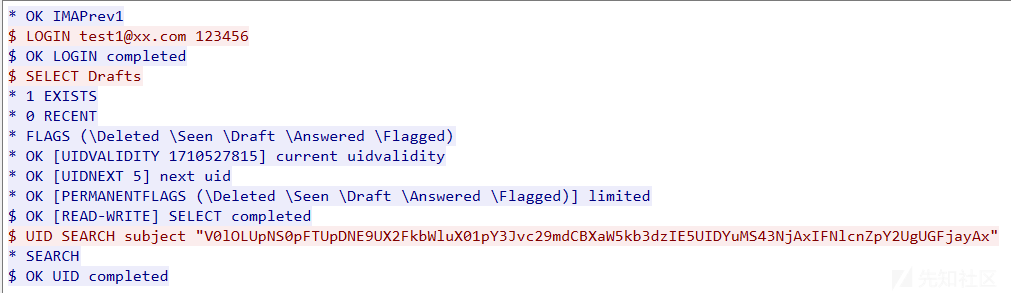 * OK IMAPrev1
$ LOGIN test1@xx.com 123456
$ OK LOGIN completed
$ SELECT Drafts
* 1 EXISTS
* 0 RECENT
* FLAGS (\Deleted \Seen \Draft \Answered \Flagged)
* OK [UIDVALIDITY 1710527815] current uidvalidity
* OK [UIDNEXT 5] next uid
* OK [PERMANENTFLAGS (\Deleted \Seen \Draft \Answered \Flagged)] limited
$ OK [READ-WRITE] SELECT completed
$ UID SEARCH subject "V0lOLUpNS0pFTUpDNE9UX2FkbWluX01pY3Jvc29mdCBXaW5kb3dzIE5UIDYuMS43NjAxIFNlcnZpY2UgUGFjayAx"
* SEARCH
$ OK UID completed
先知社区